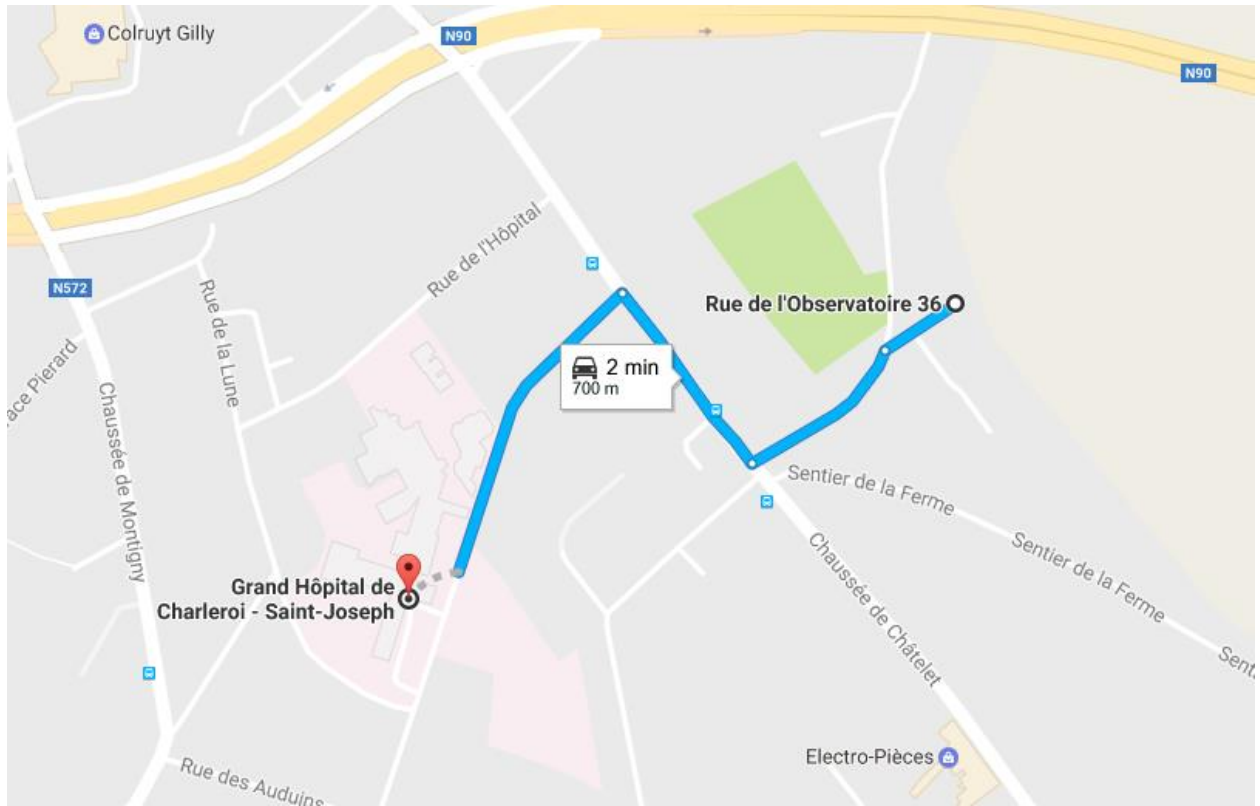 Colruyt Gilly
N90
N90
Rue de l'Hôpital
Rue de l'Observatoire 36
N572
Rue de la Lune
2 min
700 m
ace Pierard
Chaussée de Montigny
Sentier de la Ferme
Sentier de la Ferme
Chaussée de Châtelet
Grand Hôpital de
Charleroi - Saint-Joseph
Senti
Electro-Pièces
Rue des Auduins